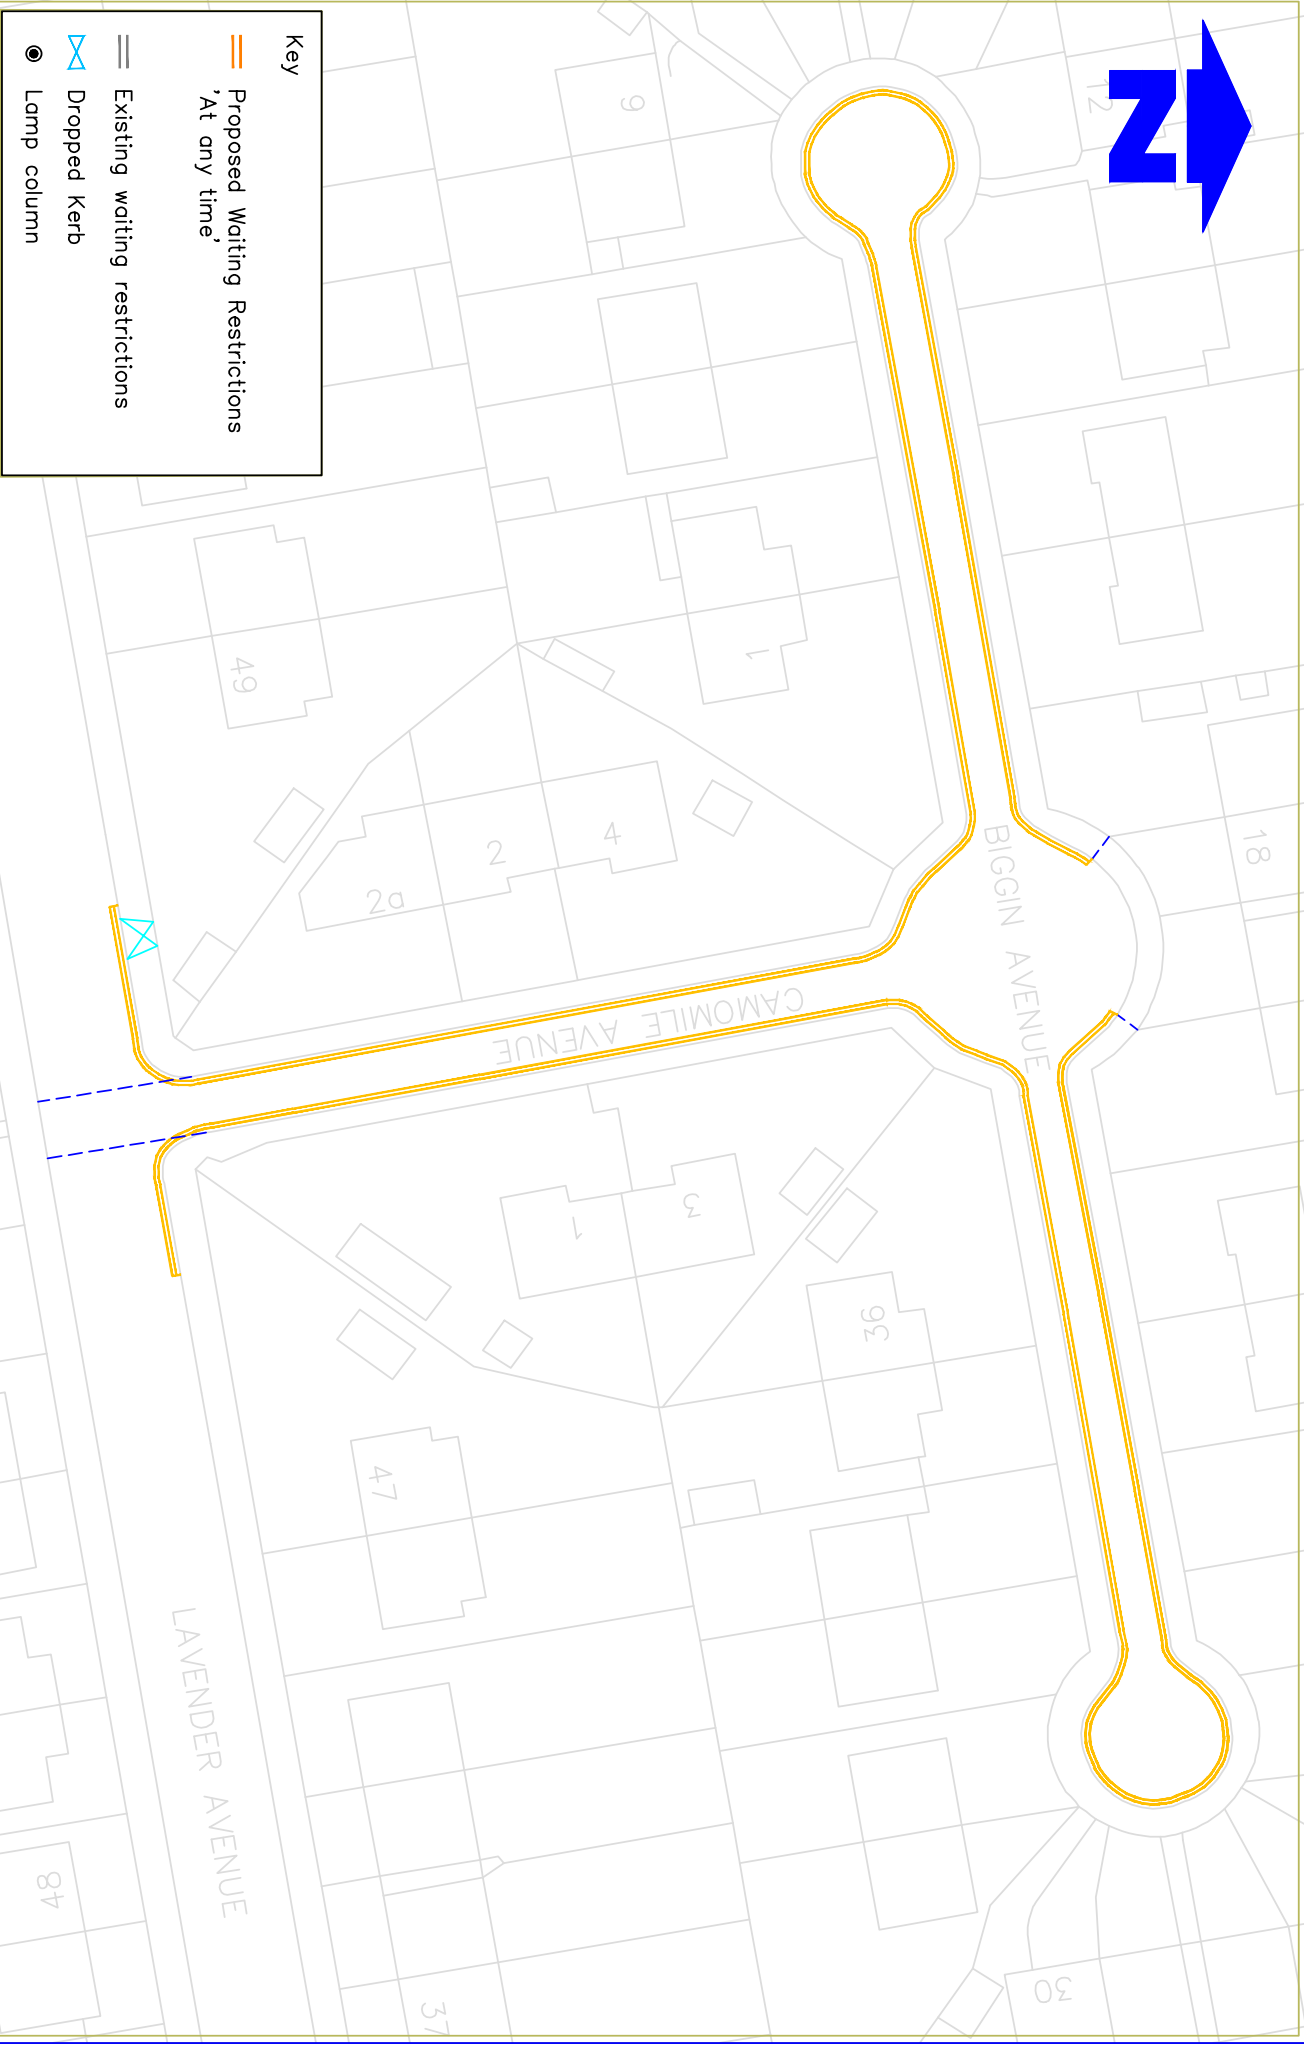 Key
Proposed Waiting Restrictions
'At any time'
Existing waiting restrictions
Dropped Kerb
Lamp column
N
12
9
1
49
18
4
2
2a
BIGGIN AVENUE
CAMOMILE AVENUE
1
3
36
47
LAVENDER AVENUE
48
37
30